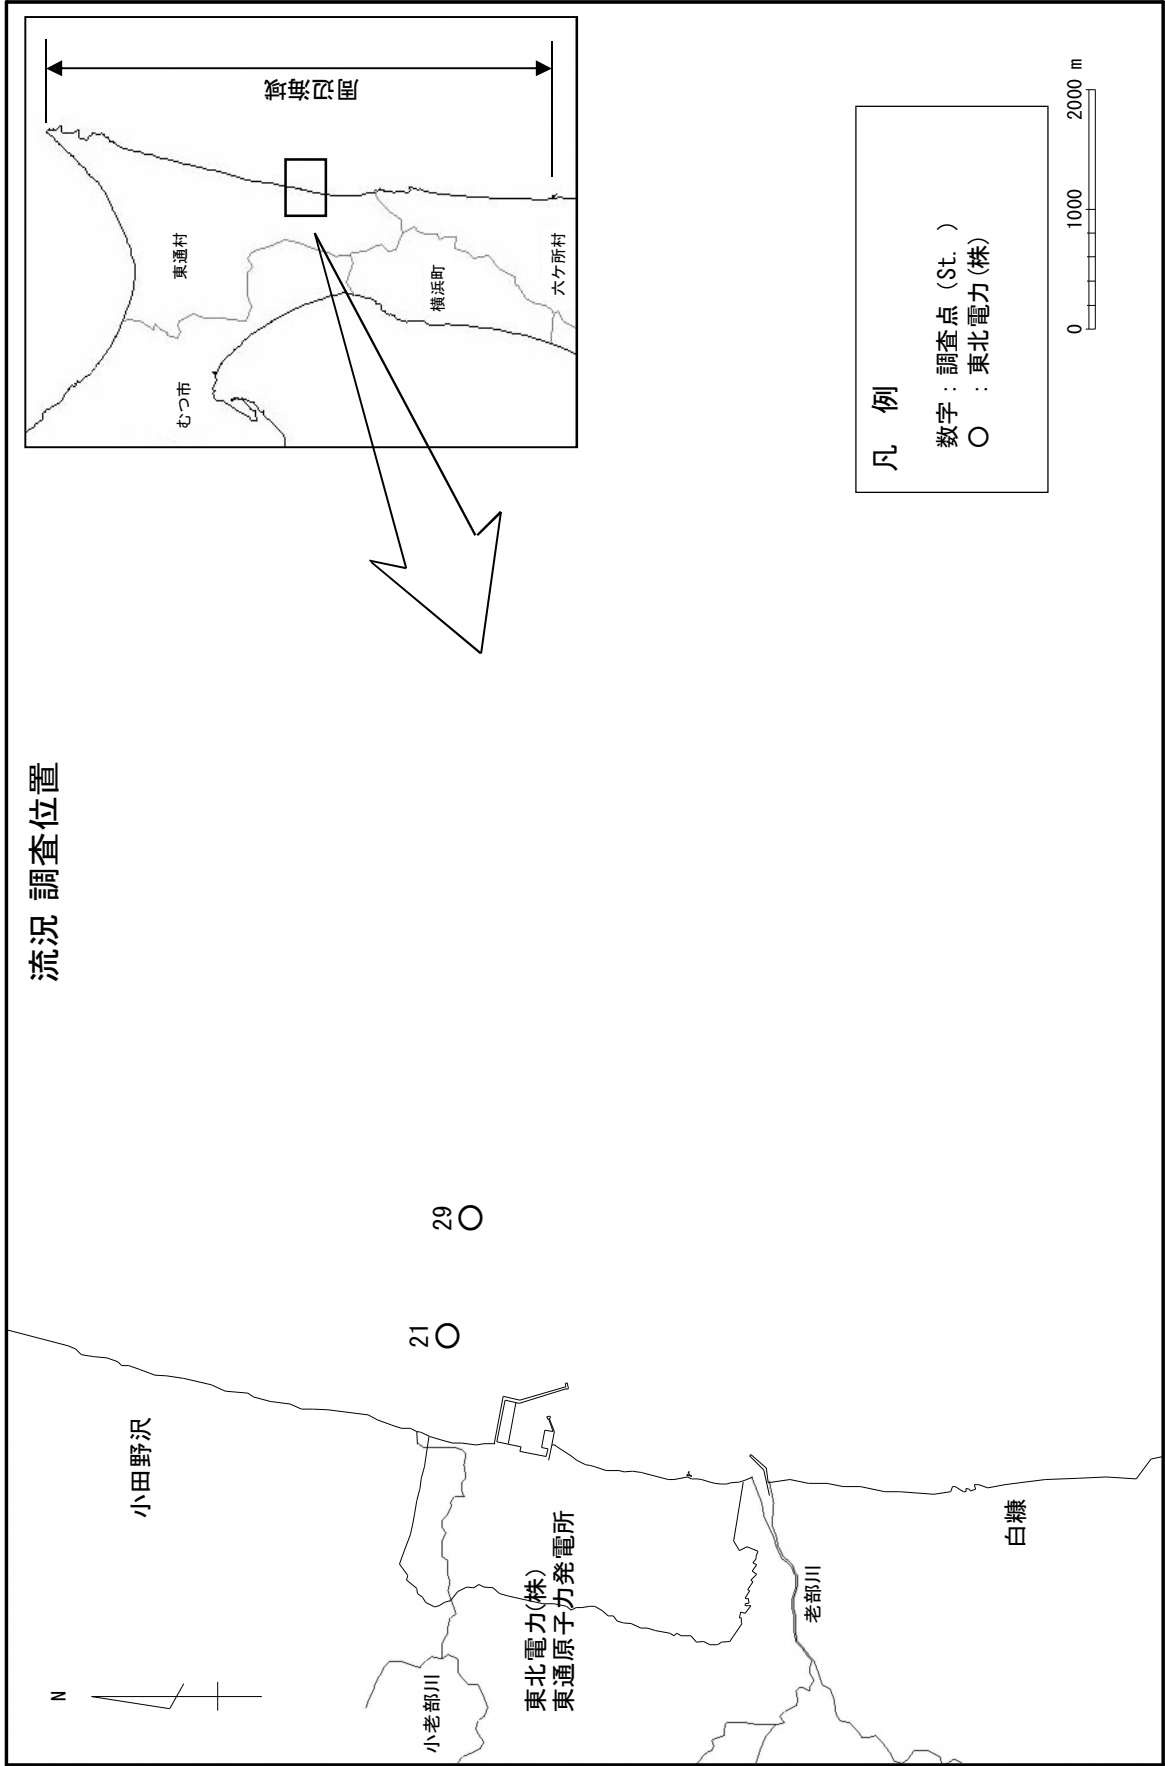 流況 調査位置
N
小田野沢
小老部川
東北電力(株)
東通原子力発電所
老部川
白糠
21
29
むつ市
東通村
横浜町
六ケ所村
周辺海域
凡 例
数字 : 調査点 (St. )
○ : 東北電力(株)
0 1000 2000 m